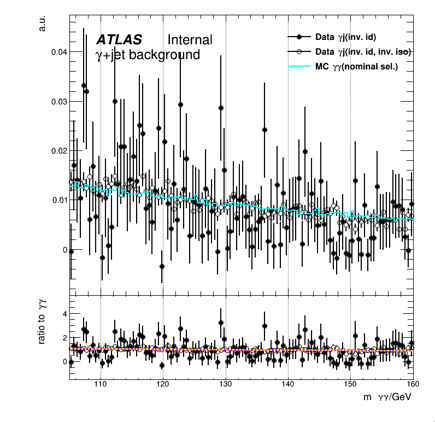 a.u.
ATLAS Internal
γ+jet background
Data γj(inv. id)
Data γj(inv. id, inv. iso)
MC γγ(nominal sel.)
0.04
0.03
0.02
0.01
0
ratio to γγ
4
2
0
110 120 130 140 150 160
m γγ/GeV